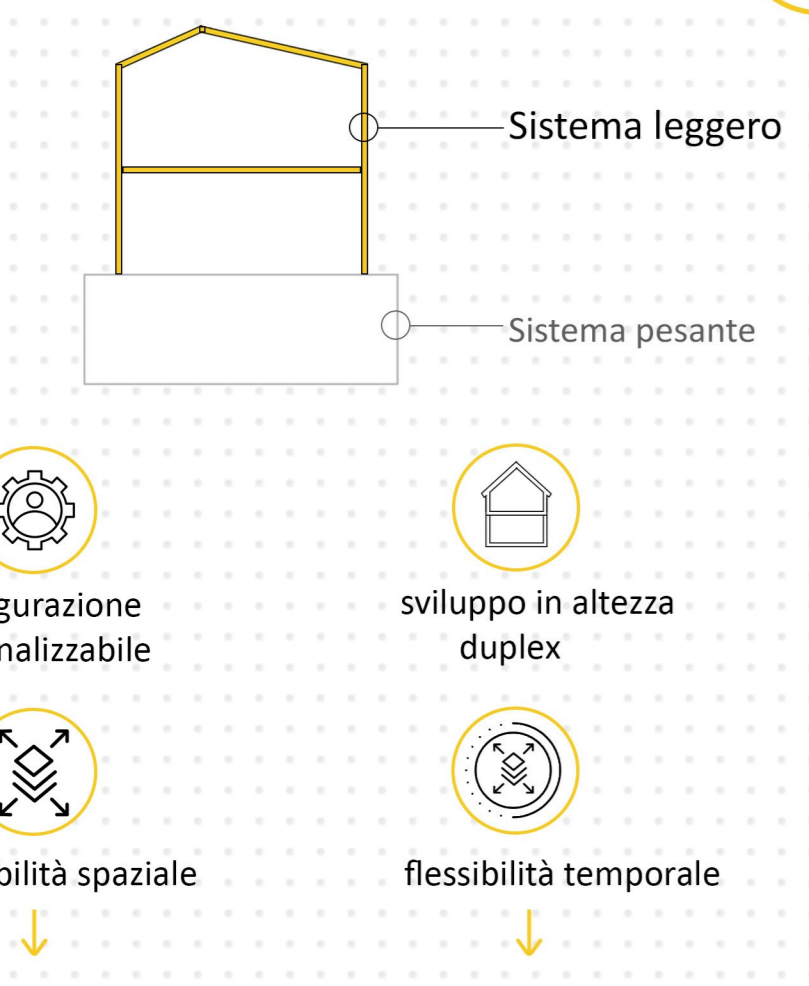 Sistema leggero
Sistema pesante
gurazione
nalizzabile
sviluppo in altezza
duplex
bilità spaziale
flessibilità temporale